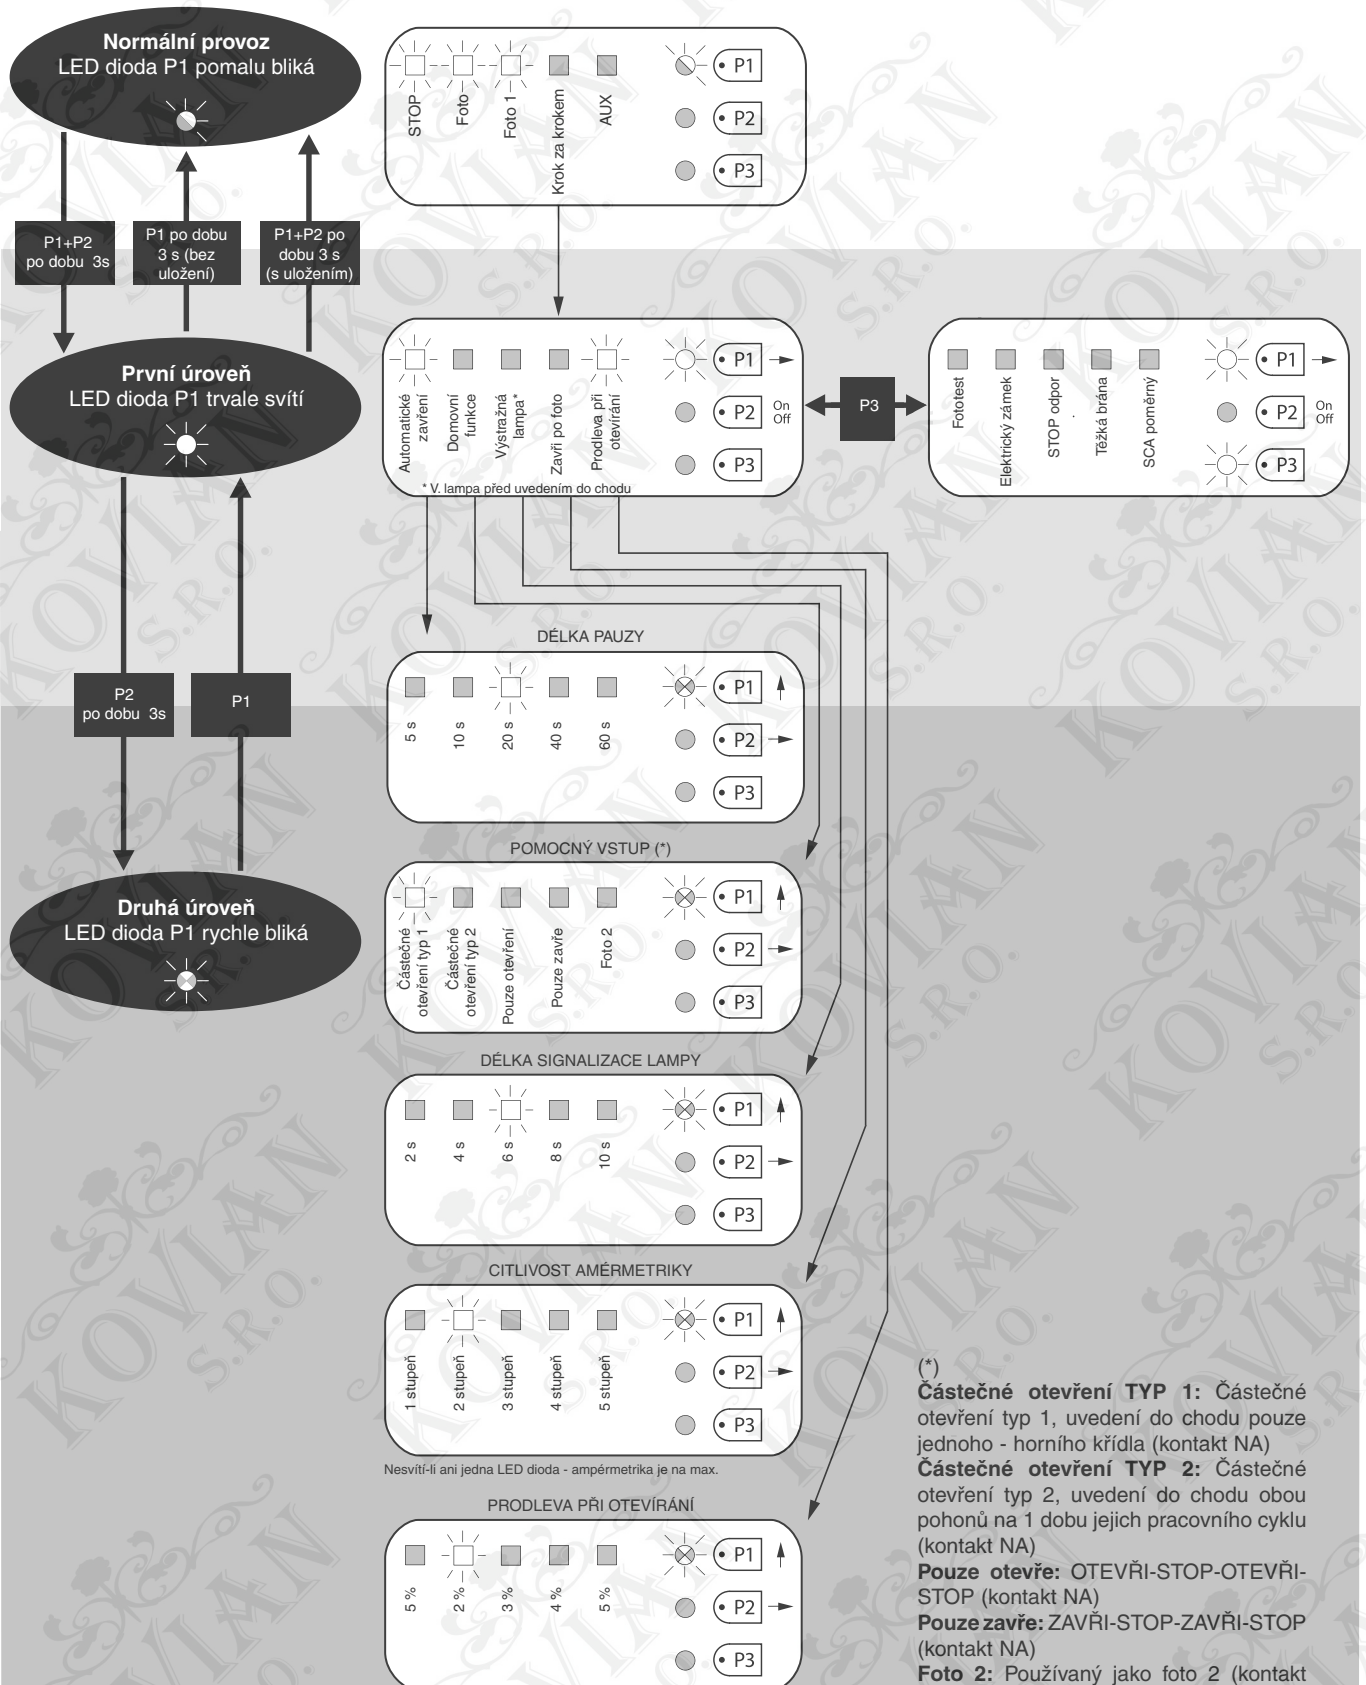 Normální provoz
LED dioda P1 pomalu bliká
STOP
Foto
Foto 1
Krok za krokem
AUX
P1
P2
P3
P1+P2
po dobu 3s
P1 po dobu
3 s (bez
uložení)
P1+P2 po
dobu 3 s
(s uložením)
První úroveň
LED dioda P1 trvale svítí
Automatické
zavření
Domovní
funkce
Výstražná
lampa*
Zavři po foto
Prodleva při
otevírání
* V. lampa před uvedením do chodu
P1
P2
On
Off
P3
P3
Fototest
Elektrický zámek
STOP odpor
Těžká brána
SCA poměrný
P1
P2
On
Off
P3
P2
po dobu 3s
P1
DÉLKA PAUZY
5 s
10 s
20 s
40 s
60 s
P1
P2
P3
Druhá úroveň
LED dioda P1 rychle bliká
POMOCNÝ VSTUP (*)
Částečné
otevření typ 1
Částečné
otevření typ 2
Pouze otevření
Pouze zavře
Foto 2
P1
P2
P3
DÉLKA SIGNALIZACE LAMPY
2 s
4 s
6 s
8 s
10 s
P1
P2
P3
CITLIVOST AMÉRMETRIKY
1 stupeň
2 stupeň
3 stupeň
4 stupeň
5 stupeň
P1
P2
P3
Nesvítí-li ani jedna LED dioda - ampérmetrika je na max.
PRODLEVA PŘI OTEVÍRÁNÍ
5 %
2 %
3 %
4 %
5 %
P1
P2
P3
(*)
Částečné otevření TYP 1: Částečné
otevření typ 1, uvedení do chodu pouze
jednoho - horního křídla (kontakt NA)
Částečné otevření TYP 2: Částečné
otevření typ 2, uvedení do chodu obou
pohonů na 1 dobu jejich pracovního cyklu
(kontakt NA)
Pouze otevře: OTEVŘI-STOP-OTEVŘI-
STOP (kontakt NA)
Pouze zavře: ZAVŘI-STOP-ZAVŘI-STOP
(kontakt NA)
Foto 2: Používaný jako foto 2 (kontakt
KOVIAN
S.R.O.